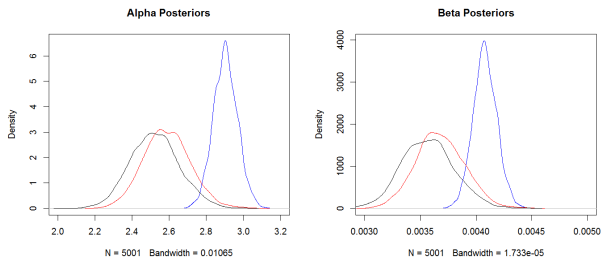 Alpha Posteriors
Density
0 1 2 3 4 5 6
2.0 2.2 2.4 2.6 2.8 3.0 3.2
N = 5001 Bandwidth = 0.01065
Beta Posteriors
Density
0 1000 2000 3000 4000
0.0030 0.0035 0.0040 0.0045 0.0050
N = 5001 Bandwidth = 1.733e-05